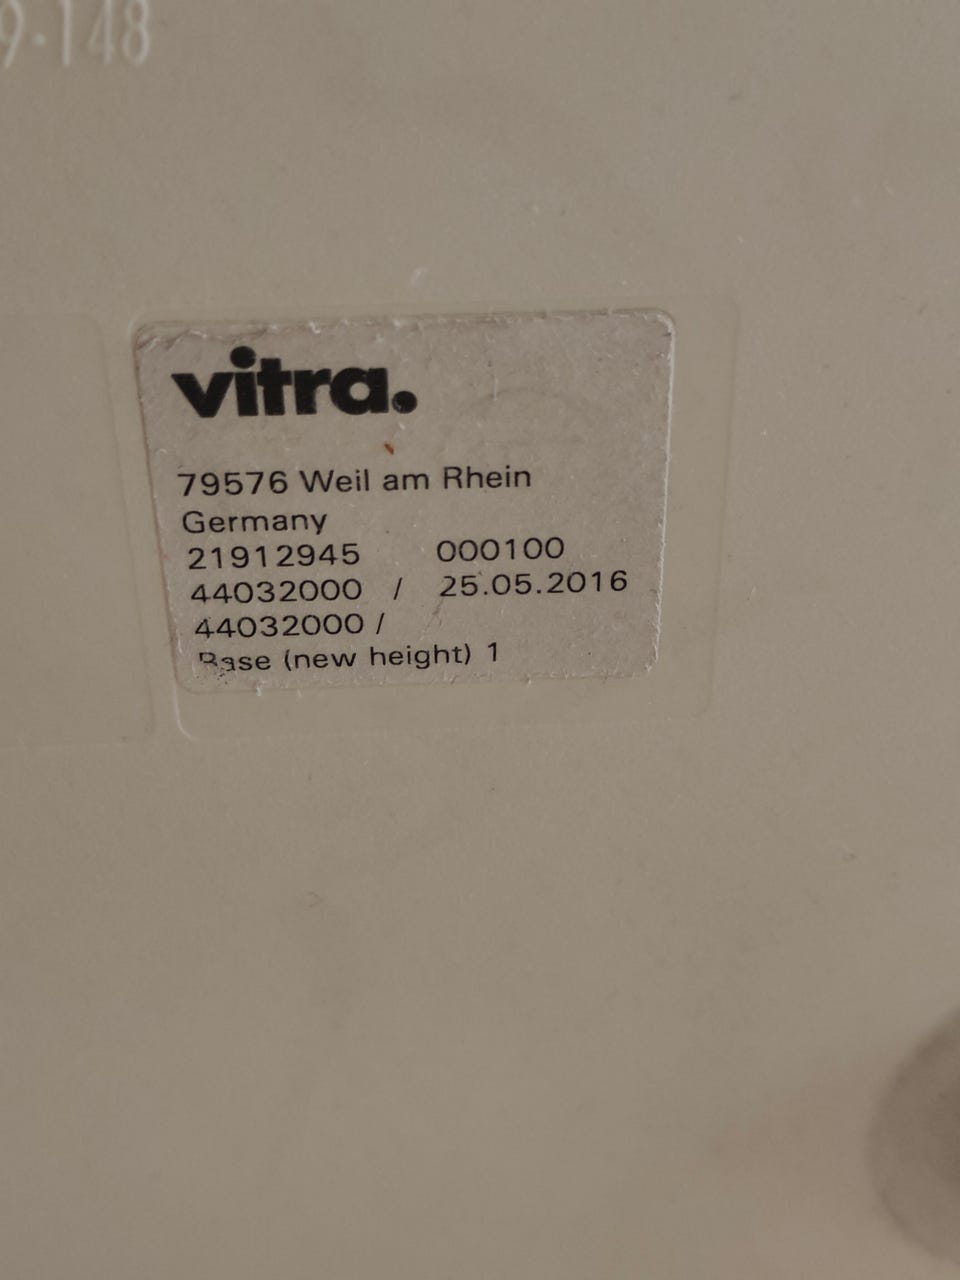 9·148
vitra.
79576 Weil am Rhein
Germany
21912945 000100
44032000 / 25.05.2016
44032000 /
Base (new height) 1